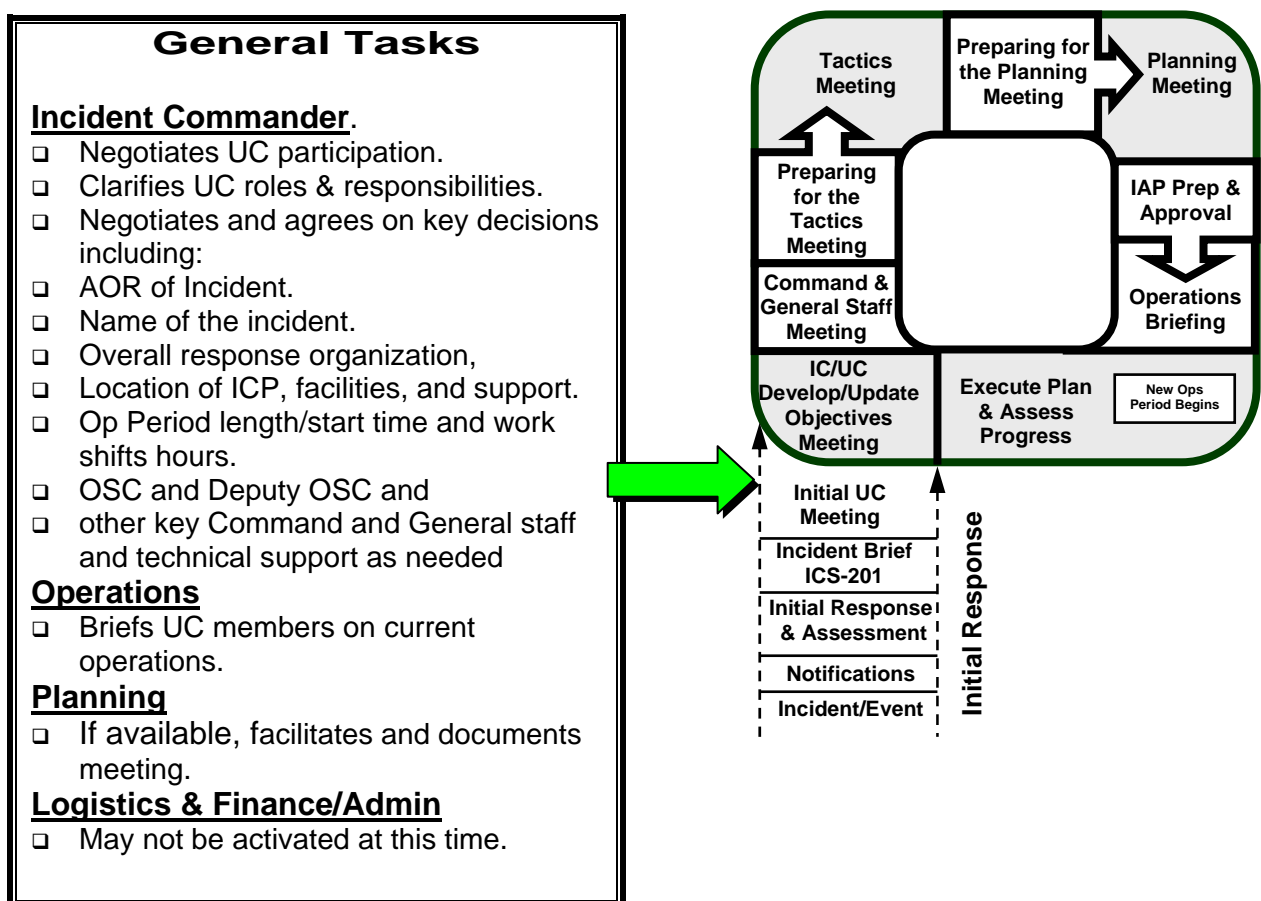 General Tasks
Incident Commander.
❑ Negotiates UC participation.
❑ Clarifies UC roles & responsibilities.
❑ Negotiates and agrees on key decisions
including:
❑ AOR of Incident.
❑ Name of the incident.
❑ Overall response organization,
❑ Location of ICP, facilities, and support.
❑ Op Period length/start time and work
shifts hours.
❑ OSC and Deputy OSC and
❑ other key Command and General staff
and technical support as needed
Operations
❑ Briefs UC members on current
operations.
Planning
❑ If available, facilitates and documents
meeting.
Logistics & Finance/Admin
❑ May not be activated at this time.
Tactics
Meeting
Preparing for
the Planning
Meeting
Planning
Meeting
Preparing
for the
Tactics
Meeting
IAP Prep &
Approval
Command &
General Staff
Meeting
Operations
Briefing
IC/UC
Develop/Update
Objectives
Meeting
Execute Plan
& Assess
Progress
New Ops
Period Begins
Initial UC
Meeting
Incident Brief
ICS-201
Initial Response
& Assessment
Notifications
Incident/Event
Initial Response